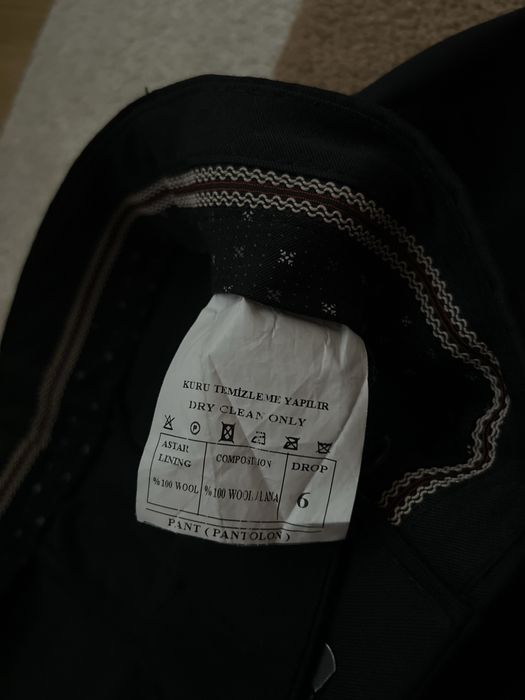 KURU TEMİZLEME YAPILIR
DRY CLEAN ONLY
P
ASTAR LINING
COMPOSITION
DROP
%100 WOOL
%100 WOOL/LANA
6
PANT (PANTOLON)